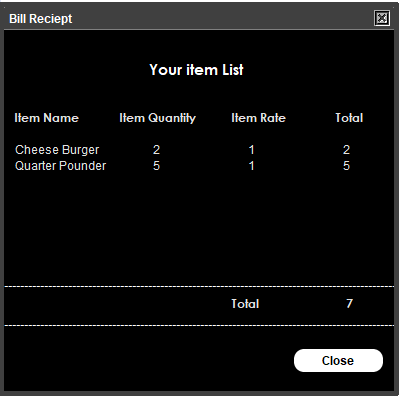 Bill Reciept
Your item List
Item Name Item Quantity Item Rate Total
Cheese Burger 2 1 2
Quarter Pounder 5 1 5
Total 7
Close